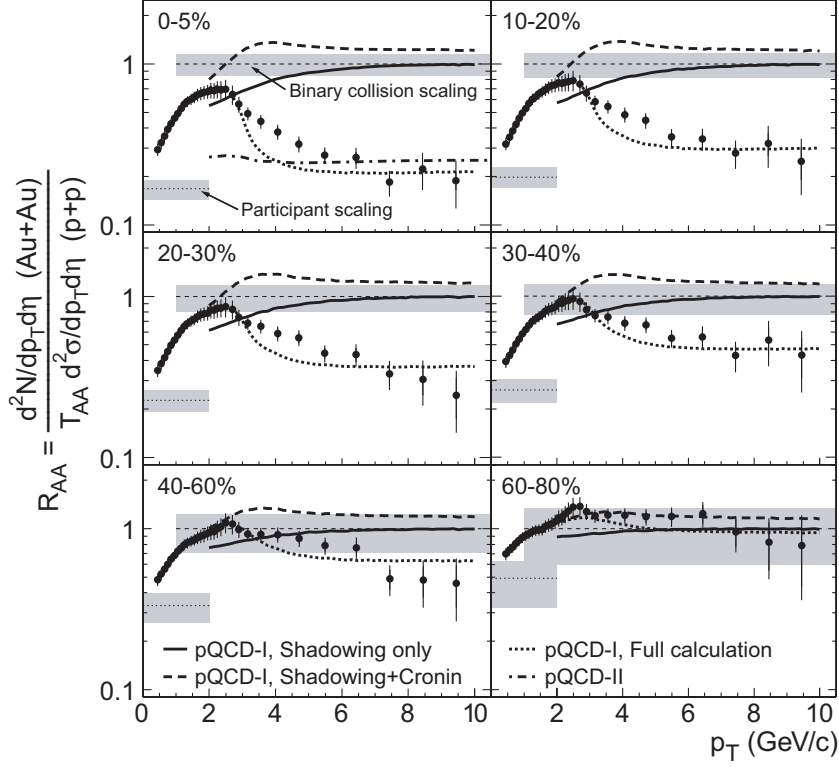 0-5%
10-20%
1
Binary collision scaling
Participant scaling
0.1
20-30%
30-40%
1
0.1
40-60%
60-80%
1
pQCD-I, Shadowing only
pQCD-I, Shadowing+Cronin
pQCD-I, Full calculation
pQCD-II
0.1
0 2 4 6 8 10 2 4 6 8 10
p_T (GeV/c)
R_AA = d²N/dp_T dη (Au+Au)
T_AA d²σ/dp_T dη (p+p)